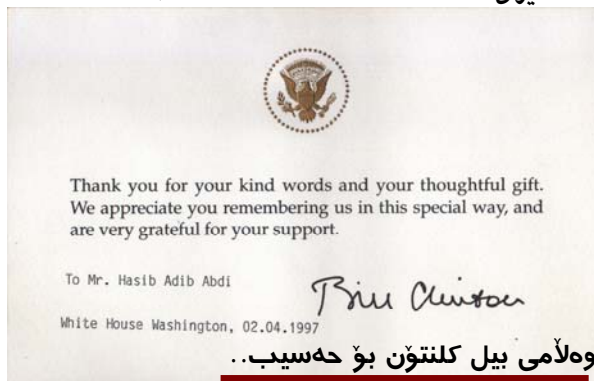 Thank you for your kind words and your thoughtful gift.
We appreciate you remembering us in this special way, and
are very grateful for your support.
To Mr. Hasib Adib Abdi
Bill Clinton
White House Washington, 02.04.1997
وەڵامی بیل کلنتۆن بۆ حەسیب..